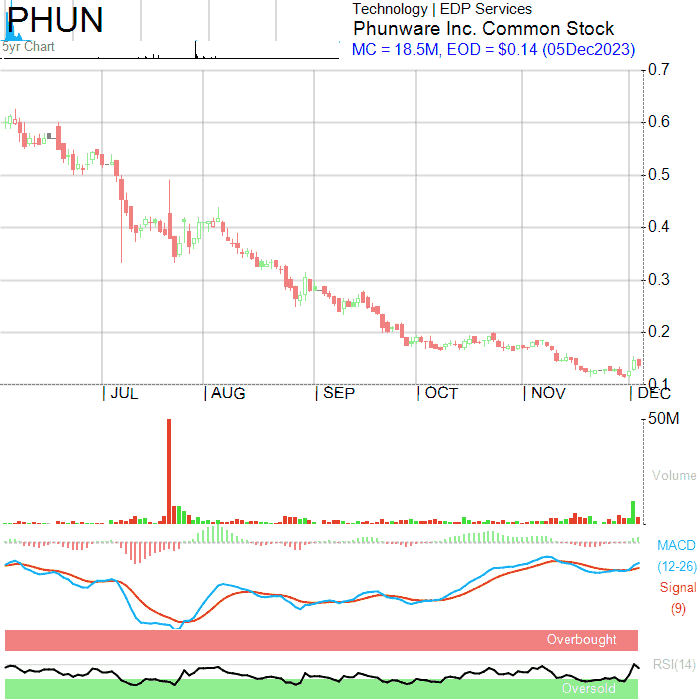 PHUN
5yr Chart
Technology | EDP Services
Phunware Inc. Common Stock
MC = 18.5M, EOD = $0.14 (05Dec2023)
0.7
0.6
0.5
0.4
0.3
0.2
0.1
JUL AUG SEP OCT NOV DEC
50M
Volume
MACD
(12-26)
Signal
(9)
Overbought
RSI(14)
Oversold